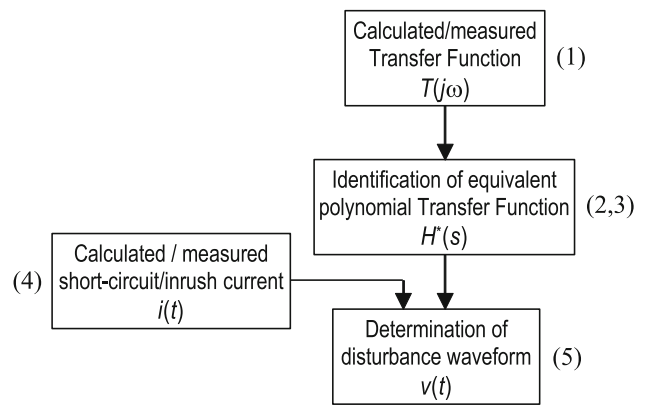 Calculated/measured
Transfer Function
T(jω)
(1)
Identification of equivalent
polynomial Transfer Function
H*(s)
(2,3)
(4)
Calculated / measured
short-circuit/inrush current
i(t)
Determination of
disturbance waveform
v(t)
(5)